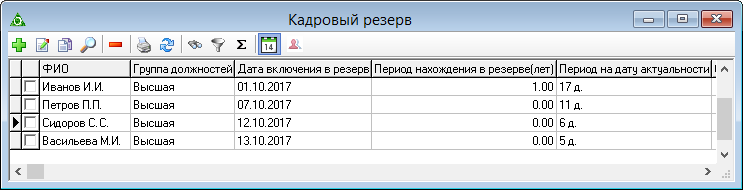 Кадровый резерв
Σ 14
ФИО Группа должностей Дата включения в резерв Период нахождения в резерве(лет) Период на дату актуальности
Иванов И.И. Высшая 01.10.2017 1.00 17 д.
Петров П.П. Высшая 07.10.2017 0.00 11 д.
Сидоров С.С. Высшая 12.10.2017 0.00 6 д.
Васильева М.И. Высшая 13.10.2017 0.00 5 д.